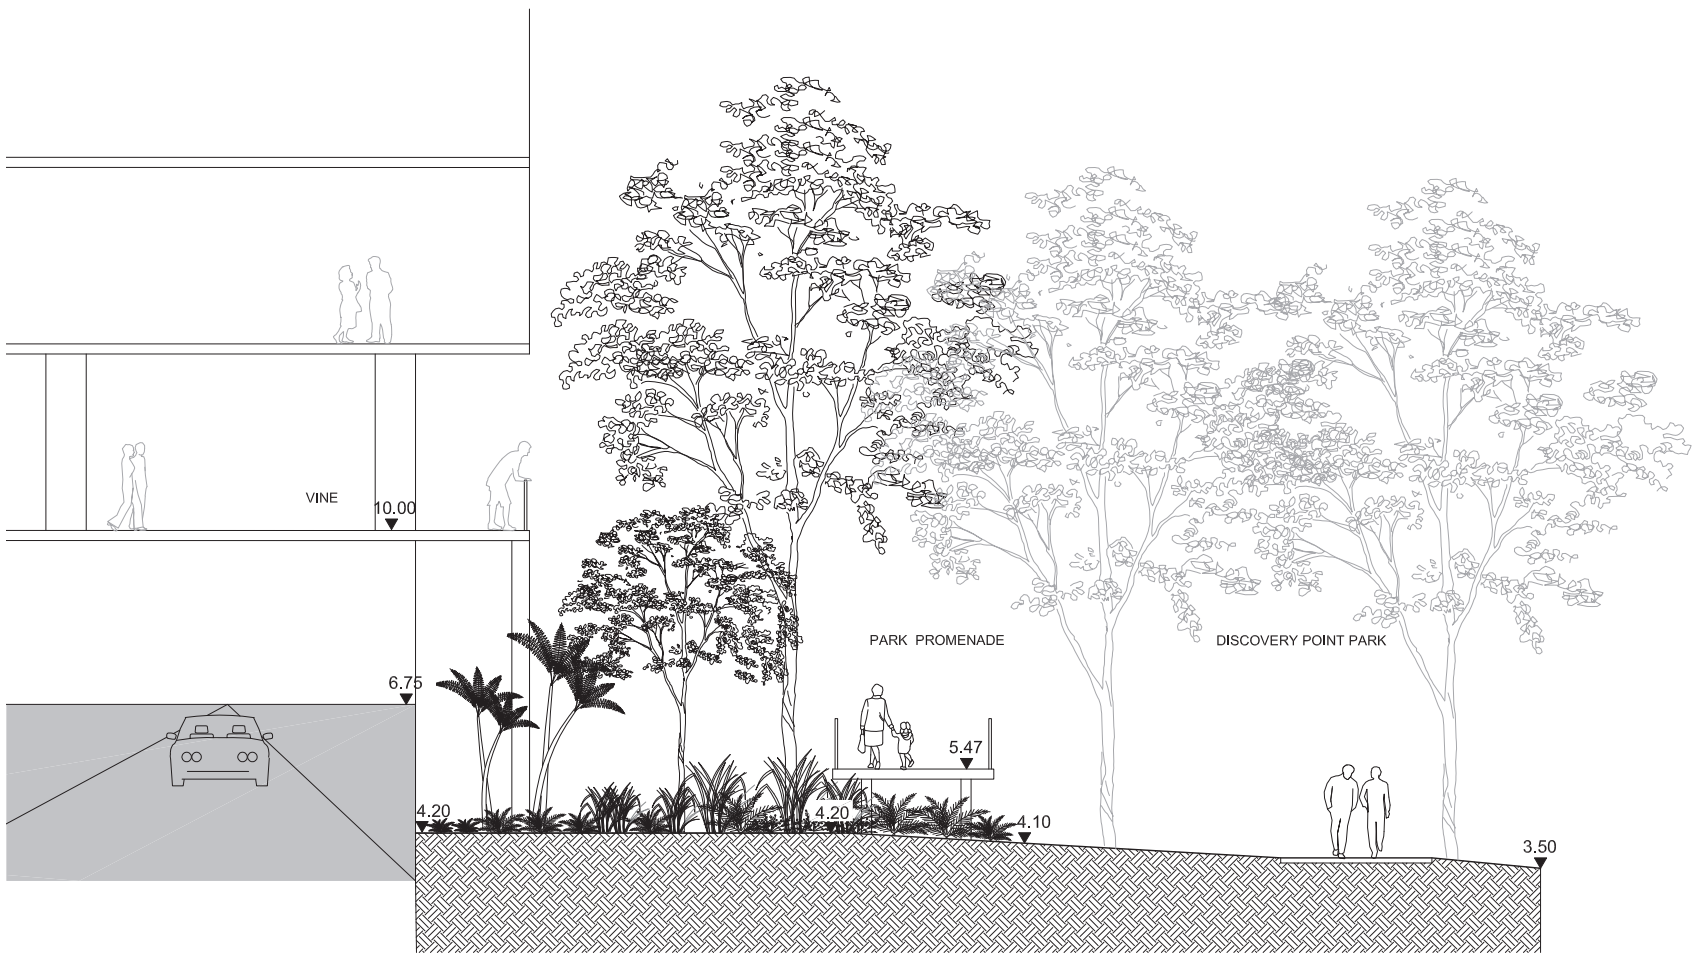 VINE
10.00
PARK PROMENADE
DISCOVERY POINT PARK
6.75
5.47
4.20
4.20
4.10
3.50